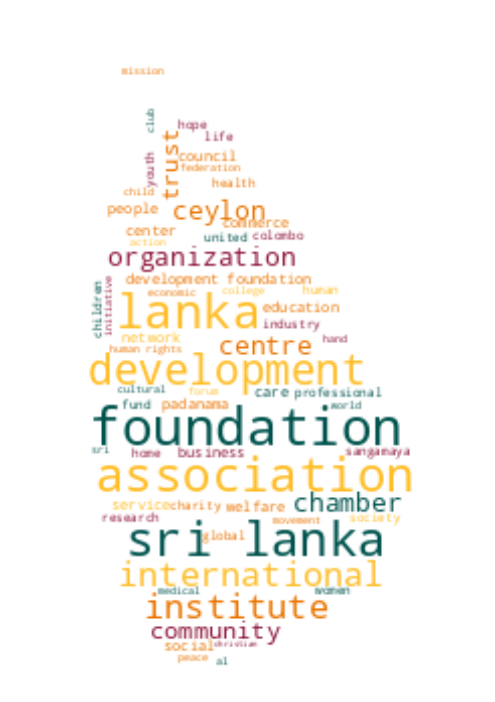 mission
club
hope
life
trust
youth
council
federation
health
child
people
ceylon
commerce
center
united colombo
action
organization
development foundation
children
initiative
economic
college
human
lanka
education
industry
network
centre
hand
human rights
development
cultural
forum
care professional
fund
padanama
world
foundation
sri
home
business
sangamaya
association
service
charity
welfare
chamber
research
movement
society
sri lanka
global
international
medical
women
institute
community
social
christian
peace
al